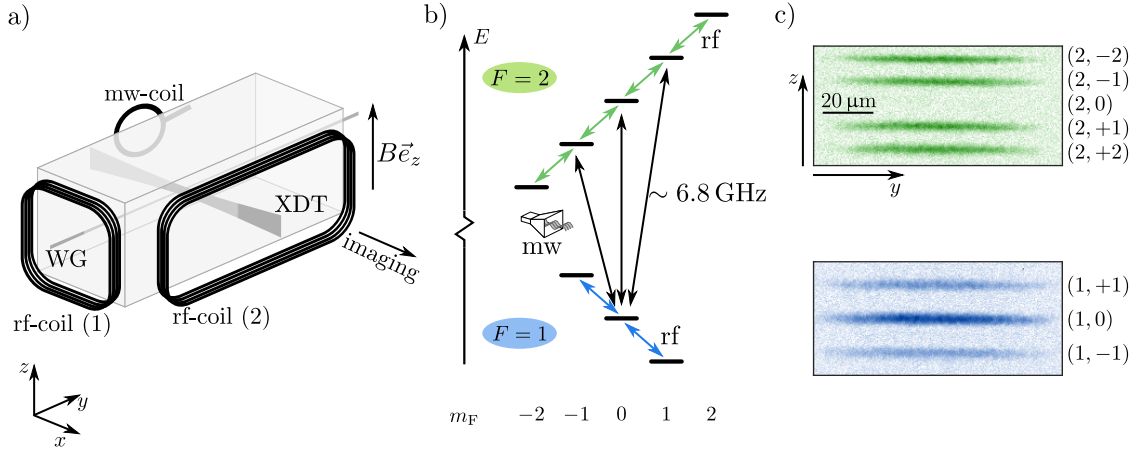 a)
mw-coil
Be⃗_z
XDT
WG
imaging
rf-coil (1)
rf-coil (2)
z
y
x
b)
E
rf
F = 2
∼ 6.8 GHz
mw
F = 1
rf
m_F −2 −1 0 1 2
c)
z
20 µm
y
(2, −2)
(2, −1)
(2, 0)
(2, +1)
(2, +2)
(1, +1)
(1, 0)
(1, −1)